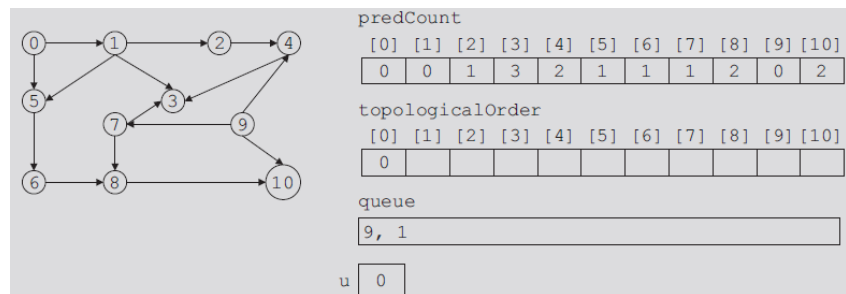 predCount
[0] [1] [2] [3] [4] [5] [6] [7] [8] [9] [10]
0 0 1 3 2 1 1 1 2 0 2
topologicalOrder
[0] [1] [2] [3] [4] [5] [6] [7] [8] [9] [10]
0
queue
9, 1
u 0
0 1 2 4
5 3
7 9
6 8 10